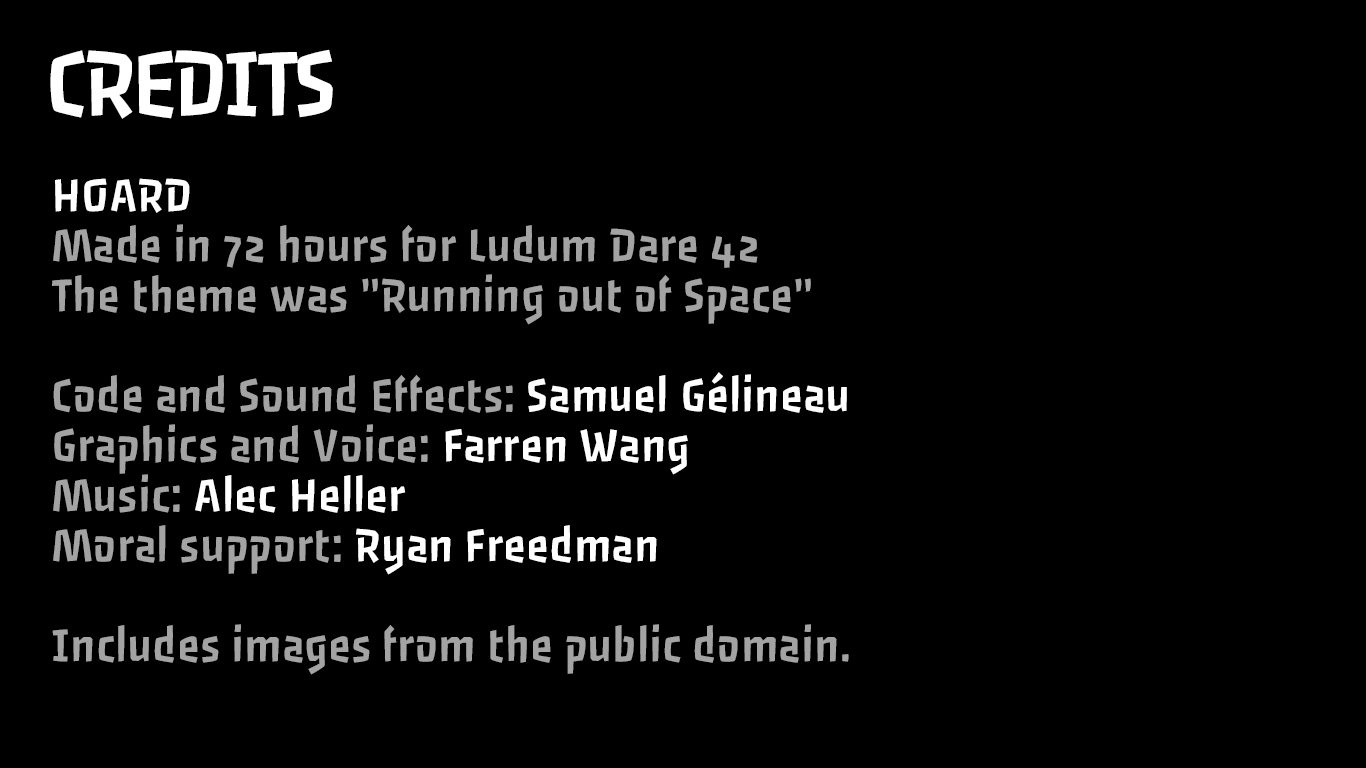 CREDITS
HOARD
Made in 72 hours for Ludum Dare 42
The theme was "Running out of Space"
Code and Sound Effects: Samuel Gélineau
Graphics and Voice: Farren Wang
Music: Alec Heller
Moral support: Ryan Freedman
Includes images from the public domain.